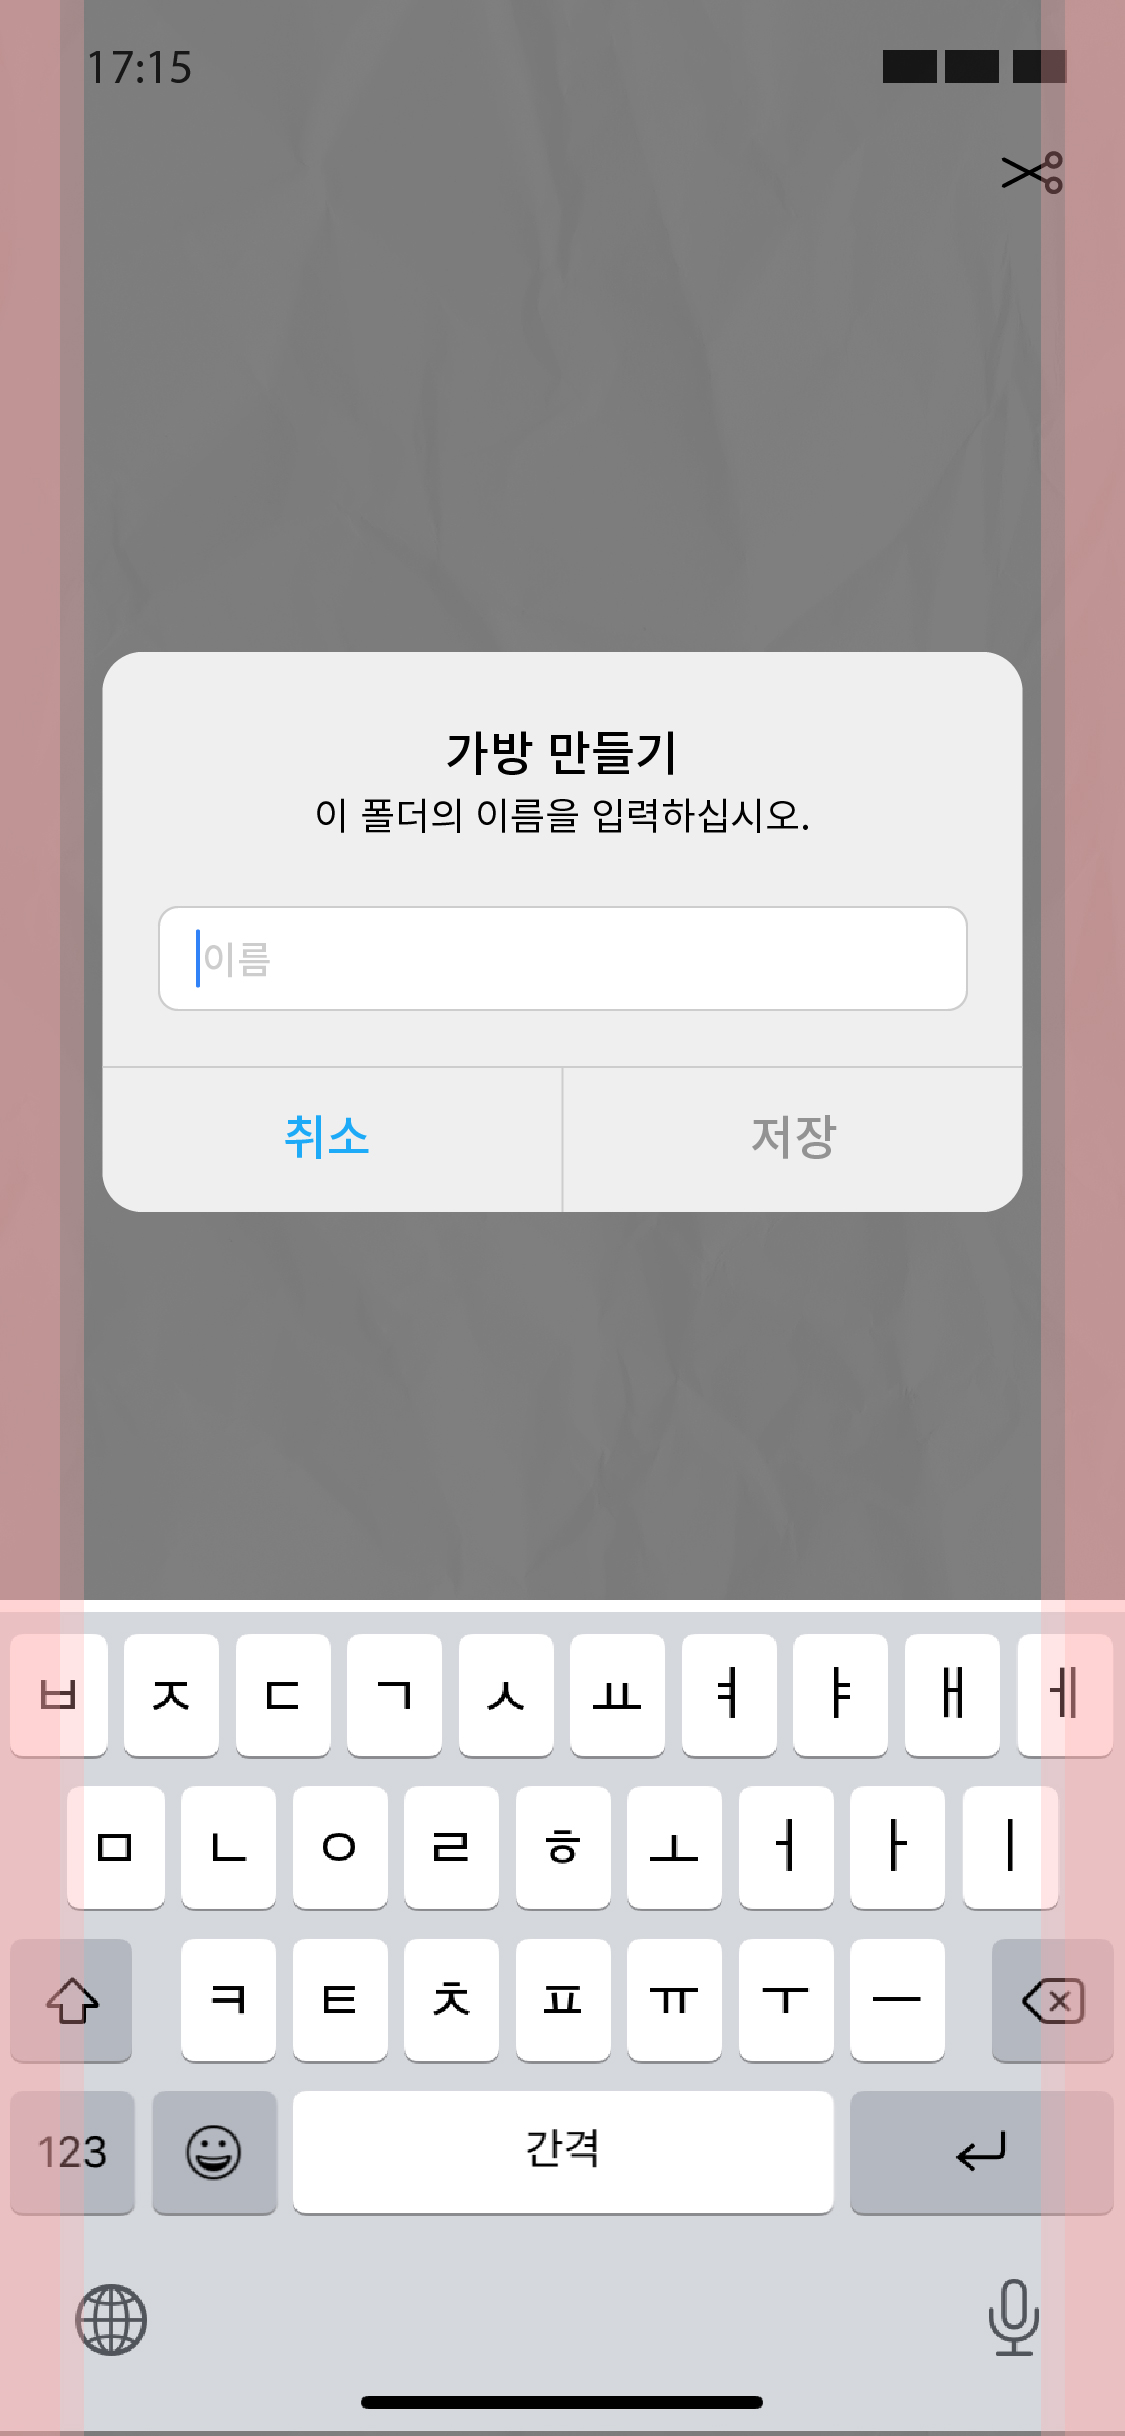 17:15
가방 만들기
이 폴더의 이름을 입력하십시오.
이름
취소 저장
ㅂ ㅈ ㄷ ㄱ ㅅ ㅛ ㅕ ㅑ ㅐ ㅔ
ㅁ ㄴ ㅇ ㄹ ㅎ ㅗ ㅓ ㅏ ㅣ
ㅋ ㅌ ㅊ ㅍ ㅠ ㅜ ㅡ
123 간격